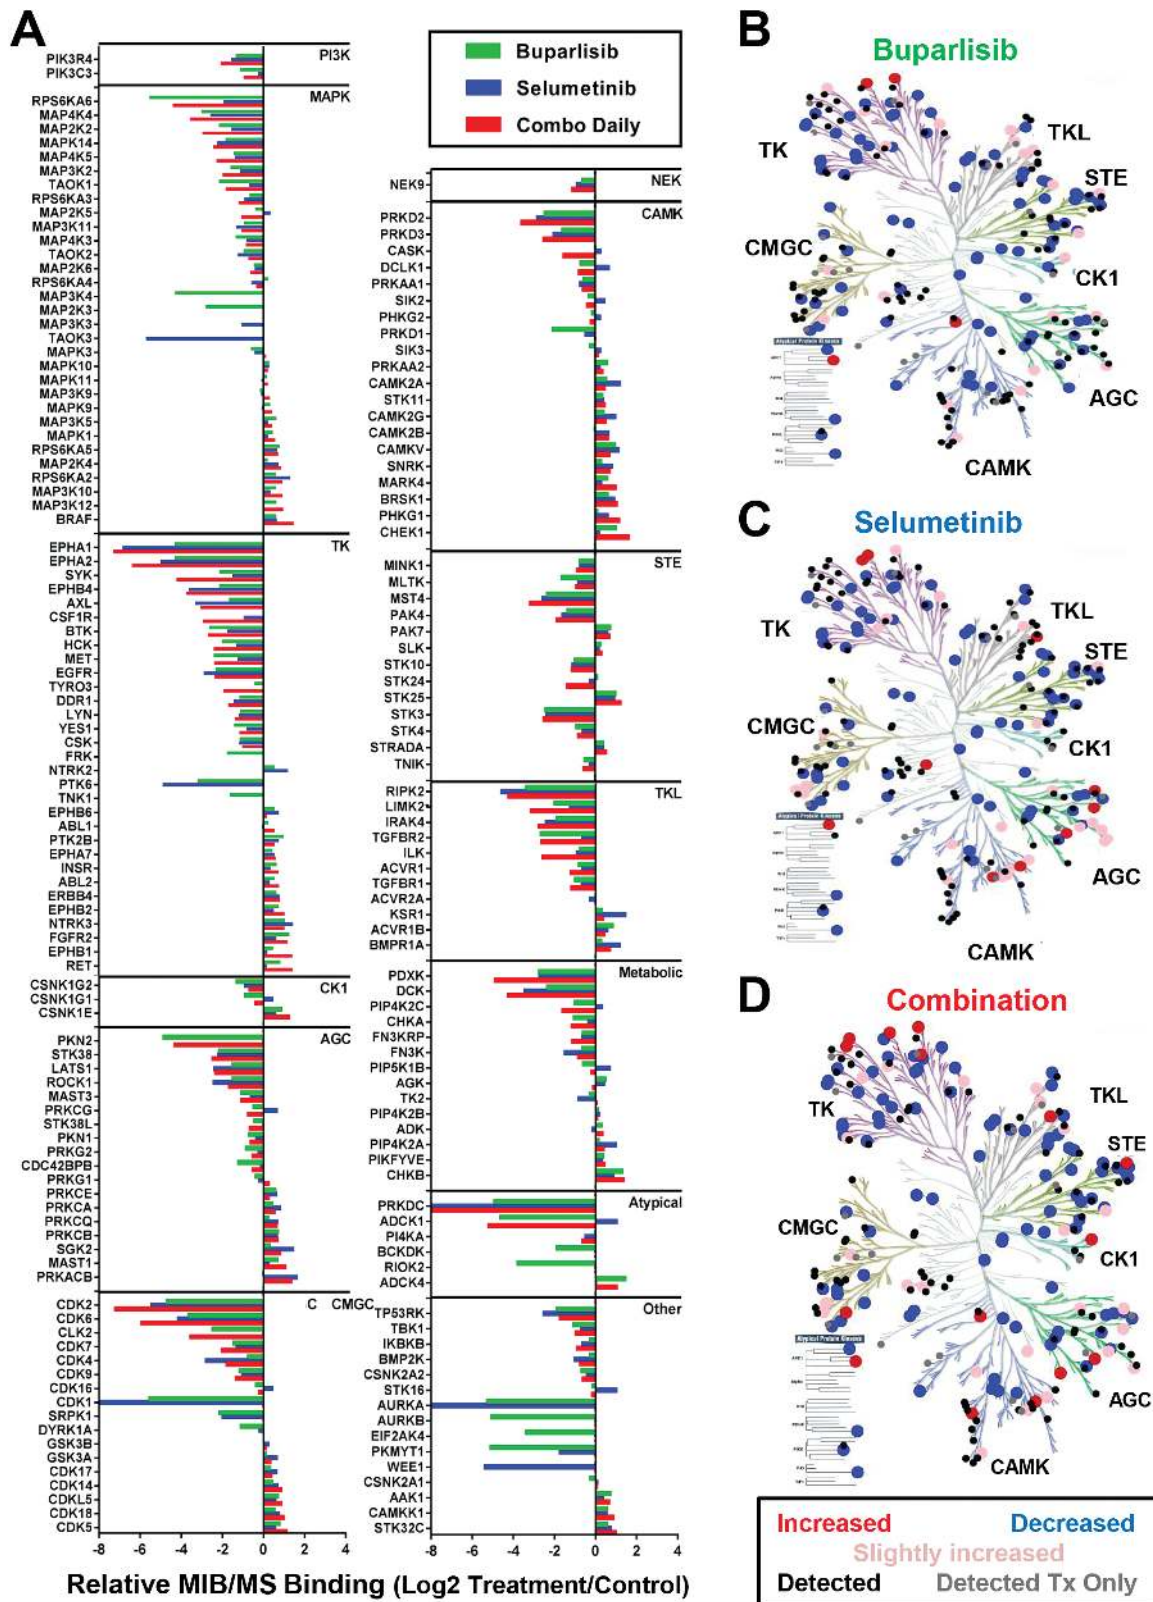 A
Buparlisib
Selumetinib
Combo Daily
PI3K
PIK3R4
PIK3C3
MAPK
RPS6KA6
MAP4K4
MAP2K2
MAPK14
MAP4K5
MAP3K2
TAOK1
RPS6KA3
MAP2K5
MAP3K11
MAP4K3
TAOK2
MAP2K6
RPS6KA4
MAP3K4
MAP2K3
MAP3K3
TAOK3
MAPK3
MAPK10
MAPK11
MAP3K9
MAPK9
MAP3K5
MAPK1
RPS6KA5
MAP2K4
RPS6KA2
MAP3K10
MAP3K12
BRAF
TK
EPHA1
EPHA2
SYK
EPHB4
AXL
CSF1R
BTK
HCK
MET
EGFR
TYRO3
DDR1
LYN
YES1
CSK
FRK
NTRK2
PTK6
TNK1
EPHB6
ABL1
PTK2B
EPHA7
INSR
ABL2
ERBB4
EPHB2
NTRK3
FGFR2
EPHB1
RET
CK1
CSNK1G2
CSNK1G1
CSNK1E
AGC
PKN2
STK38
LATS1
ROCK1
MAST3
PRKCG
STK38L
PKN1
PRKG2
CDC42BPB
PRKG1
PRKCE
PRKCA
PRKCQ
PRKCB
SGK2
MAST1
PRKACB
C CMGC
CDK2
CDK6
CLK2
CDK7
CDK4
CDK9
CDK16
CDK1
SRPK1
DYRK1A
GSK3B
GSK3A
CDK17
CDK14
CDKL5
CDK18
CDK5
-8 -6 -4 -2 0 2 4
NEK
NEK9
CAMK
PRKD2
PRKD3
CASK
DCLK1
PRKAA1
SIK2
PHKG2
PRKD1
SIK3
PRKAA2
CAMK2A
STK11
CAMK2G
CAMK2B
CAMKV
SNRK
MARK4
BRSK1
PHKG1
CHEK1
STE
MINK1
MLTK
MST4
PAK4
PAK7
SLK
STK10
STK24
STK25
STK3
STK4
STRADA
TNIK
TKL
RIPK2
LIMK2
IRAK4
TGFBR2
ILK
ACVR1
TGFBR1
ACVR2A
KSR1
ACVR1B
BMPR1A
Metabolic
PDXK
DCK
PIP4K2C
CHKA
FN3KRP
FN3K
PIP5K1B
AGK
TK2
PIP4K2B
ADK
PIP4K2A
PIKFYVE
CHKB
Atypical
PRKDC
ADCK1
PI4KA
BCKDK
RIOK2
ADCK4
Other
TP53RK
TBK1
IKBKB
BMP2K
CSNK2A2
STK16
AURKA
AURKB
EIF2AK4
PKMYT1
WEE1
CSNK2A1
AAK1
CAMKK1
STK32C
-8 -6 -4 -2 0 2 4
Relative MIB/MS Binding (Log2 Treatment/Control)
B
Buparlisib
TK
TKL
STE
CMGC
CK1
AGC
CAMK
Atypical Protein Kinases
C
Selumetinib
TK
TKL
STE
CMGC
CK1
AGC
CAMK
Atypical Protein Kinases
D
Combination
TK
TKL
STE
CMGC
CK1
AGC
CAMK
Atypical Protein Kinases
Increased Decreased
Slightly increased
Detected Detected Tx Only